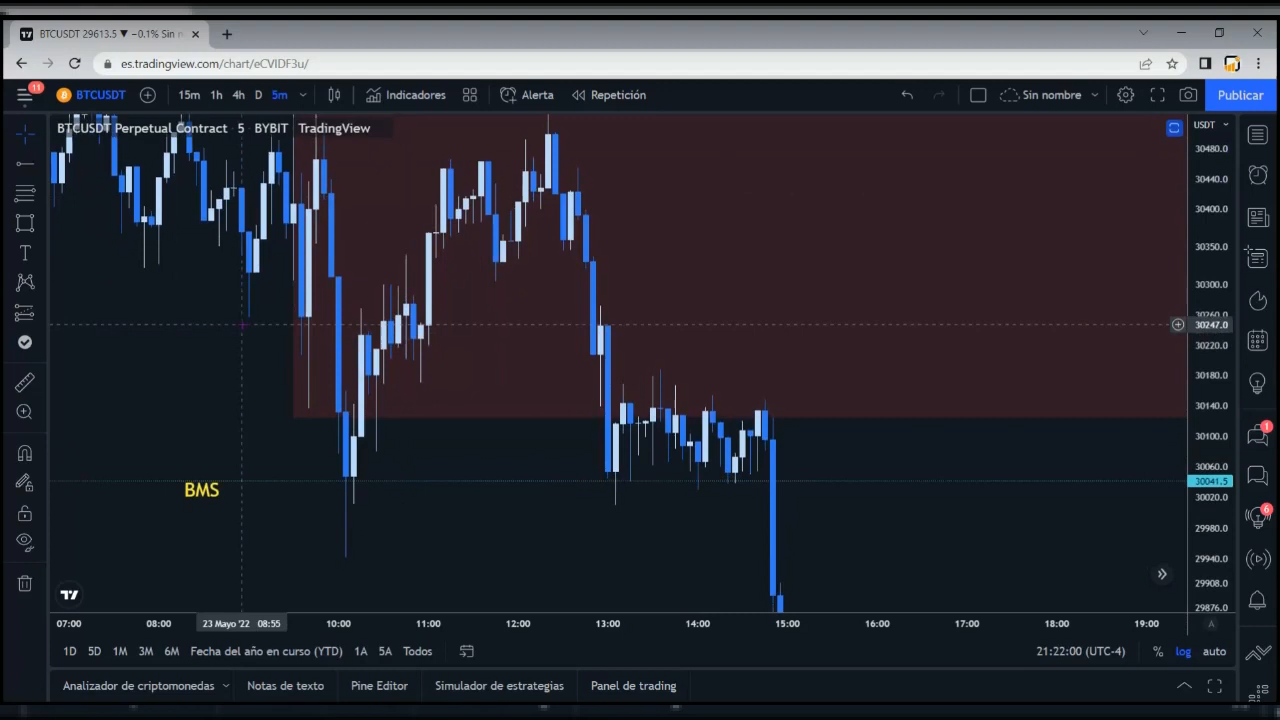 BTCUSDT 29613.5 ▼ −0.1% Sin n
es.tradingview.com/chart/eCVIDF3u/
11
BTCUSDT 15m 1h 4h D 5m Indicadores Alerta Repetición Sin nombre Publicar
BTCUSDT Perpetual Contract · 5 · BYBIT · TradingView
USDT
30480.0
30440.0
30400.0
30350.0
30300.0
30260.0
30247.0
30220.0
30180.0
30140.0
30100.0
30060.0
30041.5
30020.0
29980.0
29940.0
29908.0
29876.0
BMS
1
6
07:00 08:00 23 Mayo '22 08:55 10:00 11:00 12:00 13:00 14:00 15:00 16:00 17:00 18:00 19:00 A
1D 5D 1M 3M 6M Fecha del año en curso (YTD) 1A 5A Todos 21:22:00 (UTC-4) % log auto
Analizador de criptomonedas Notas de texto Pine Editor Simulador de estrategias Panel de trading